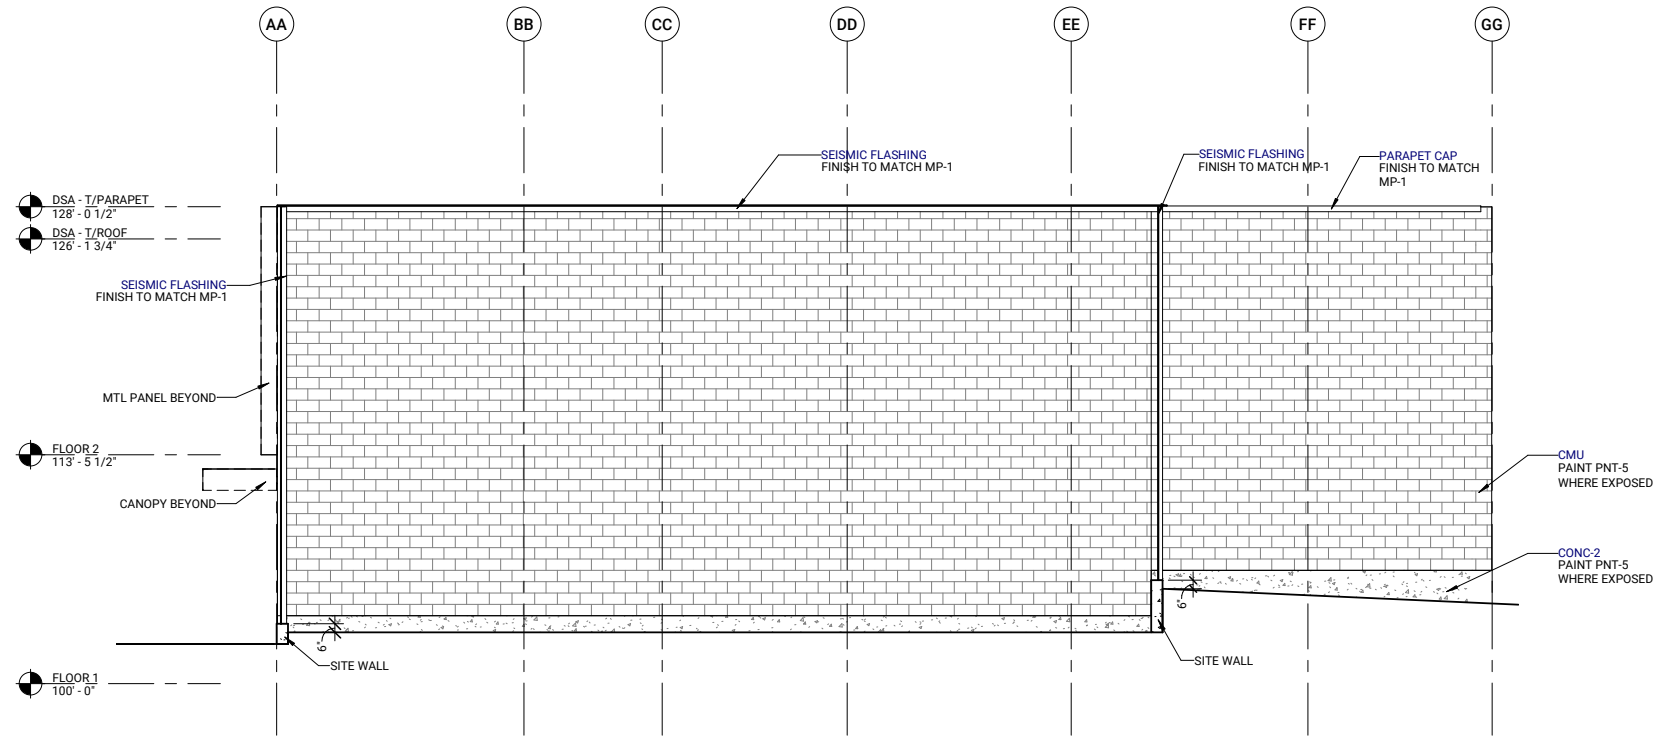 AA
BB
CC
DD
EE
FF
GG
SEISMIC FLASHING
FINISH TO MATCH MP-1
SEISMIC FLASHING
FINISH TO MATCH MP-1
PARAPET CAP
FINISH TO MATCH
MP-1
DSA - T/PARAPET
128' - 0 1/2"
DSA - T/ROOF
126' - 1 3/4"
SEISMIC FLASHING
FINISH TO MATCH MP-1
MTL PANEL BEYOND
FLOOR 2
113' - 5 1/2"
CANOPY BEYOND
CMU
PAINT PNT-5
WHERE EXPOSED
CONC-2
PAINT PNT-5
WHERE EXPOSED
6"
6"
SITE WALL
SITE WALL
FLOOR 1
100' - 0"